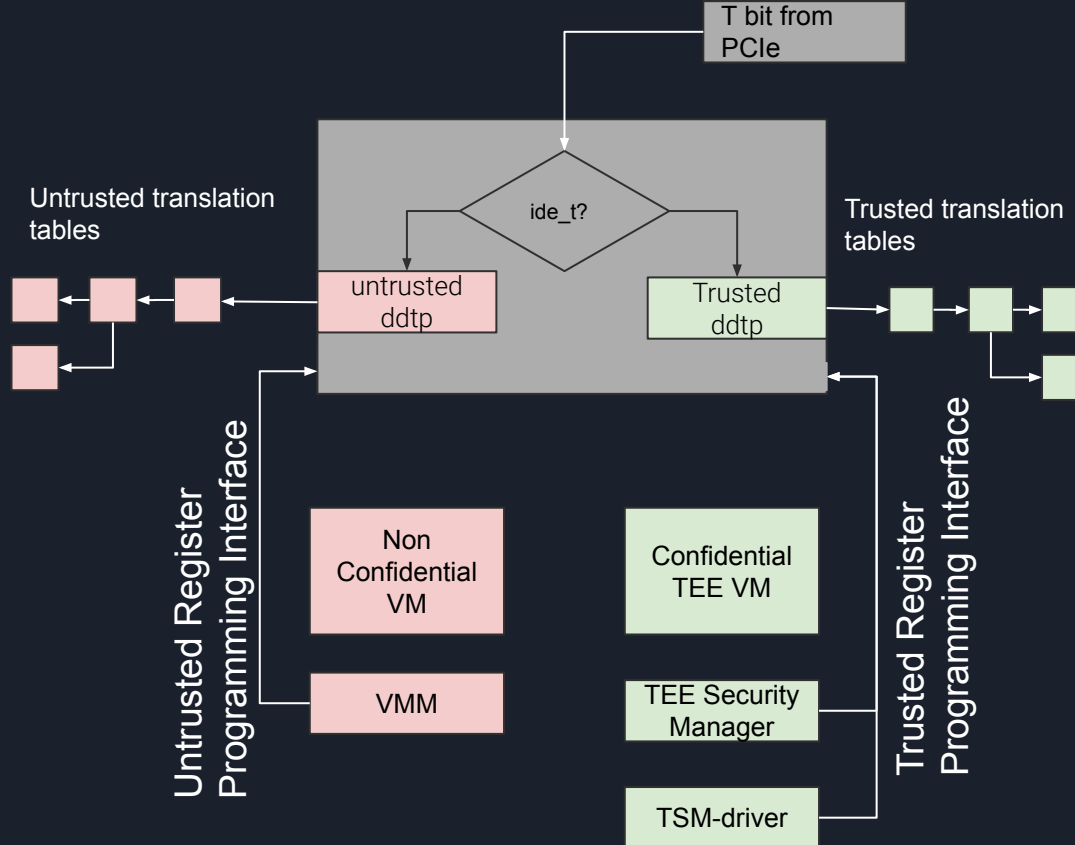 T bit from
PCIe
ide_t?
Untrusted translation
tables
Trusted translation
tables
untrusted
ddtp
Trusted
ddtp
Untrusted Register
Programming Interface
Non
Confidential
VM
Confidential
TEE VM
Trusted Register
Programming Interface
VMM
TEE Security
Manager
TSM-driver